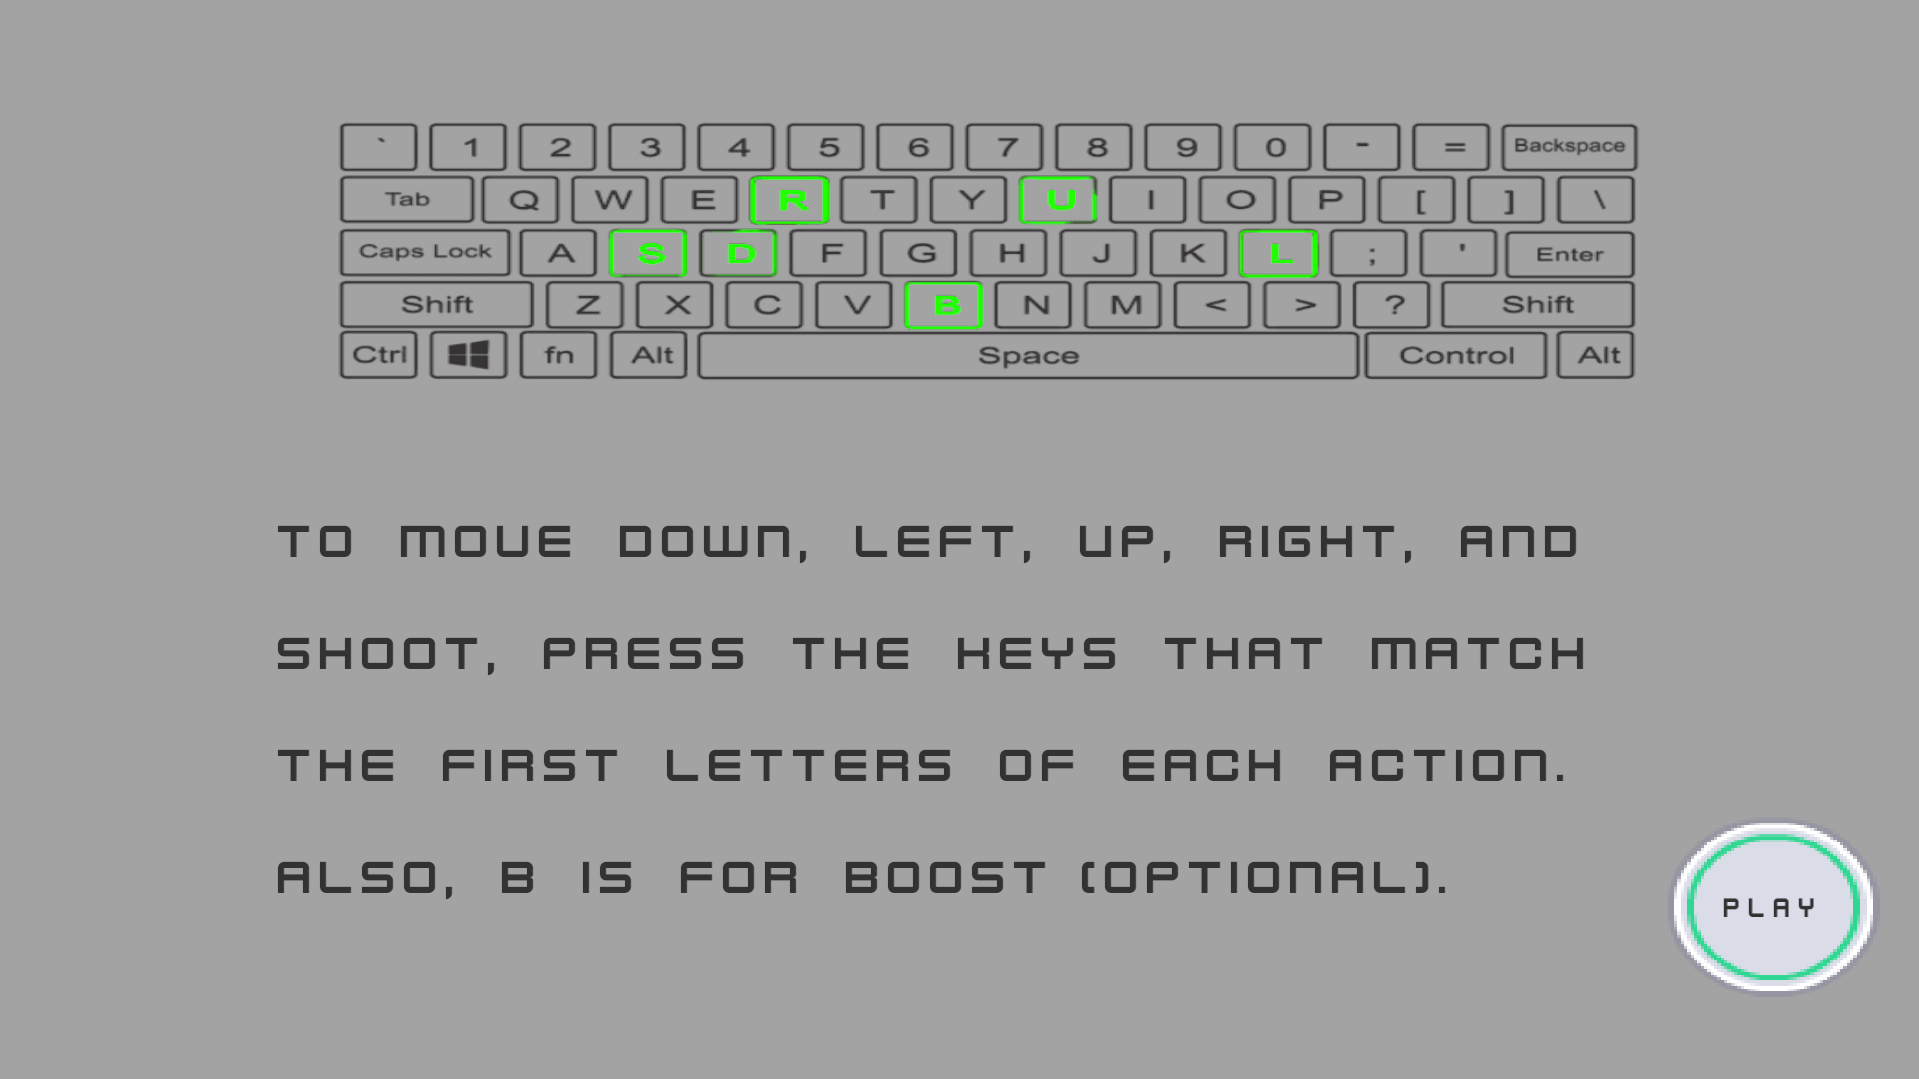 ` 1 2 3 4 5 6 7 8 9 0 - = Backspace
Tab Q W E R T Y U I O P [ ] \
Caps Lock A S D F G H J K L ; ' Enter
Shift Z X C V B N M < > ? Shift
Ctrl fn Alt Space Control Alt
TO MOVE DOWN, LEFT, UP, RIGHT, AND
SHOOT, PRESS THE KEYS THAT MATCH
THE FIRST LETTERS OF EACH ACTION.
ALSO, B IS FOR BOOST (OPTIONAL).
PLAY